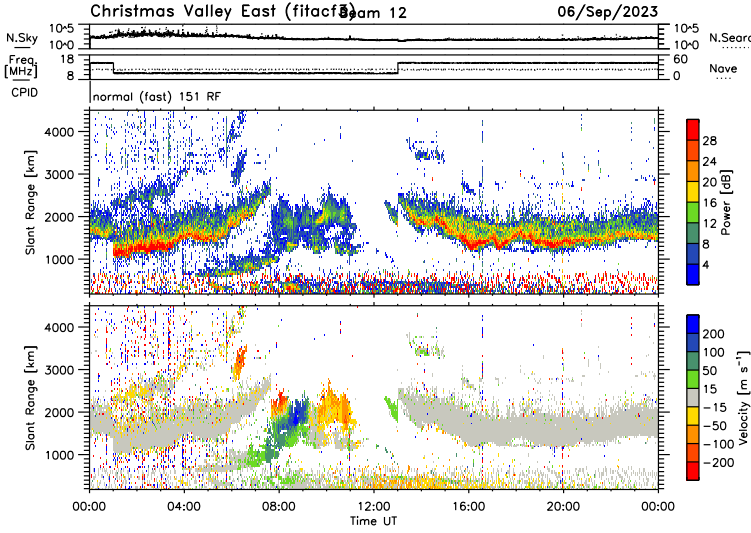 Christmas Valley East (fitacf3) Beam 12 06/Sep/2023
N.Sky 10^5 10^0 10^5 10^0 N.Searc
Freq. [MHz] 18 8 60 0 Nave
CPID normal (fast) 151 RF
Slant Range [km] 4000 3000 2000 1000
Power [dB] 28 24 20 16 12 8 4
Slant Range [km] 4000 3000 2000 1000
Velocity [m s⁻¹] 200 100 50 15 −15 −50 −100 −200
00:00 04:00 08:00 12:00 16:00 20:00 00:00
Time UT